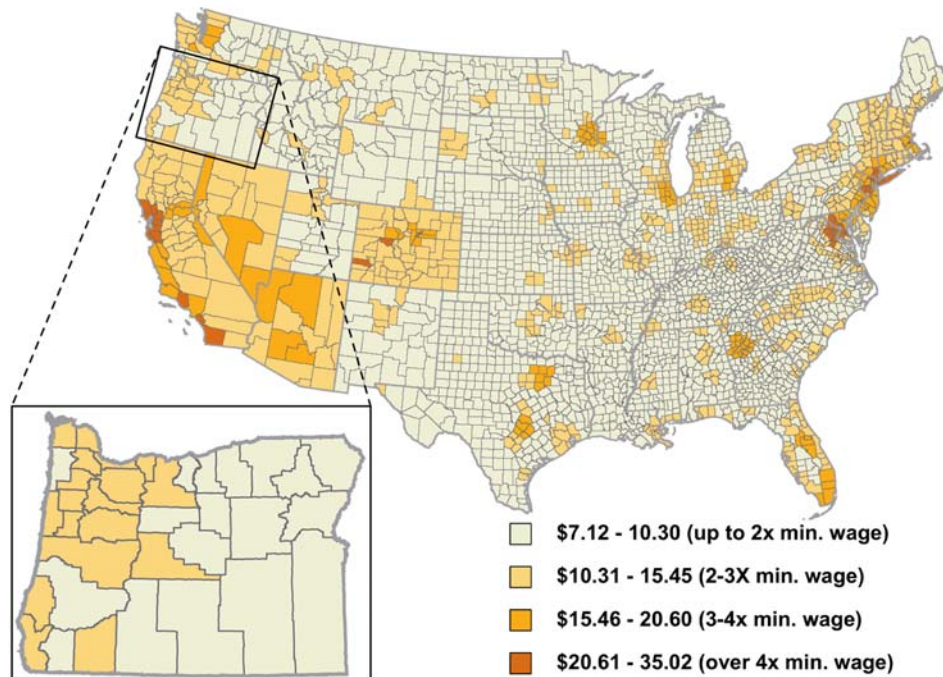 $7.12 - 10.30 (up to 2x min. wage)
$10.31 - 15.45 (2-3X min. wage)
$15.46 - 20.60 (3-4x min. wage)
$20.61 - 35.02 (over 4x min. wage)